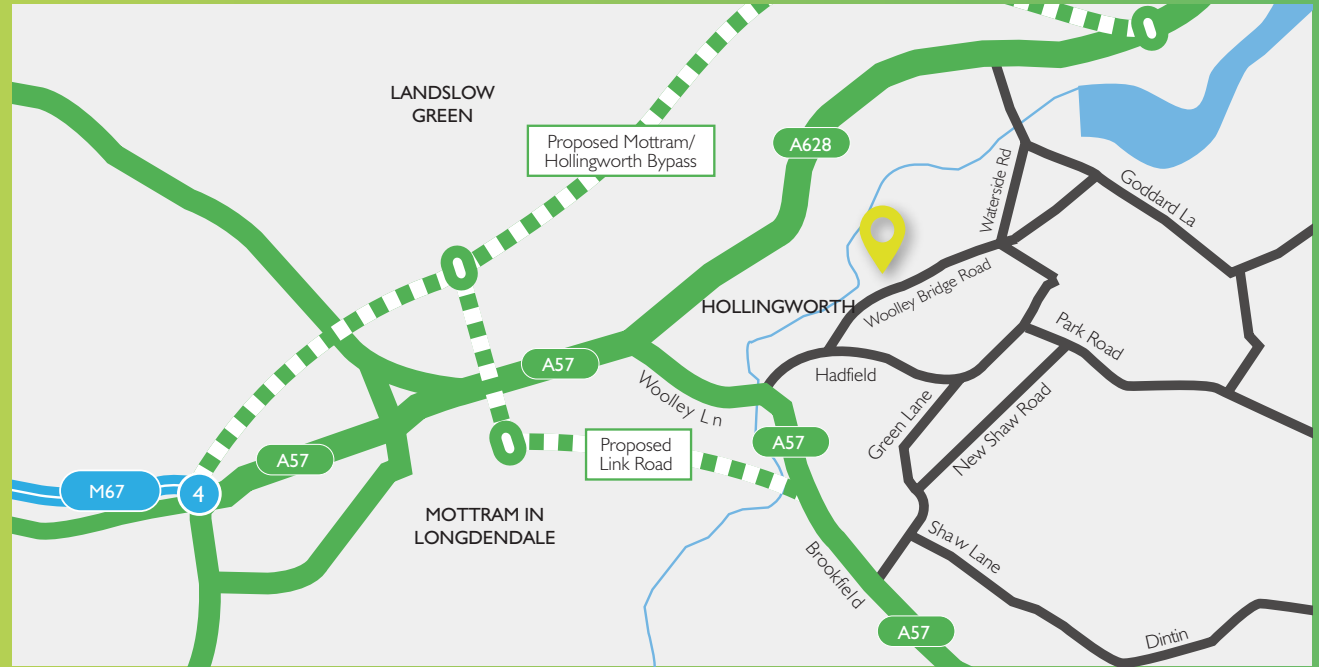 LANDSLOW
GREEN
Proposed Mottram/
Hollingworth Bypass
A628
Waterside Rd
Goddard La
HOLLINGWORTH
Woolley Bridge Road
Park Road
A57
Woolley Ln
Hadfield
Green Lane
New Shaw Road
A57
Proposed
Link Road
A57
M67
4
MOTTRAM IN
LONGDENDALE
Shaw Lane
Brookfield
A57
Dintin